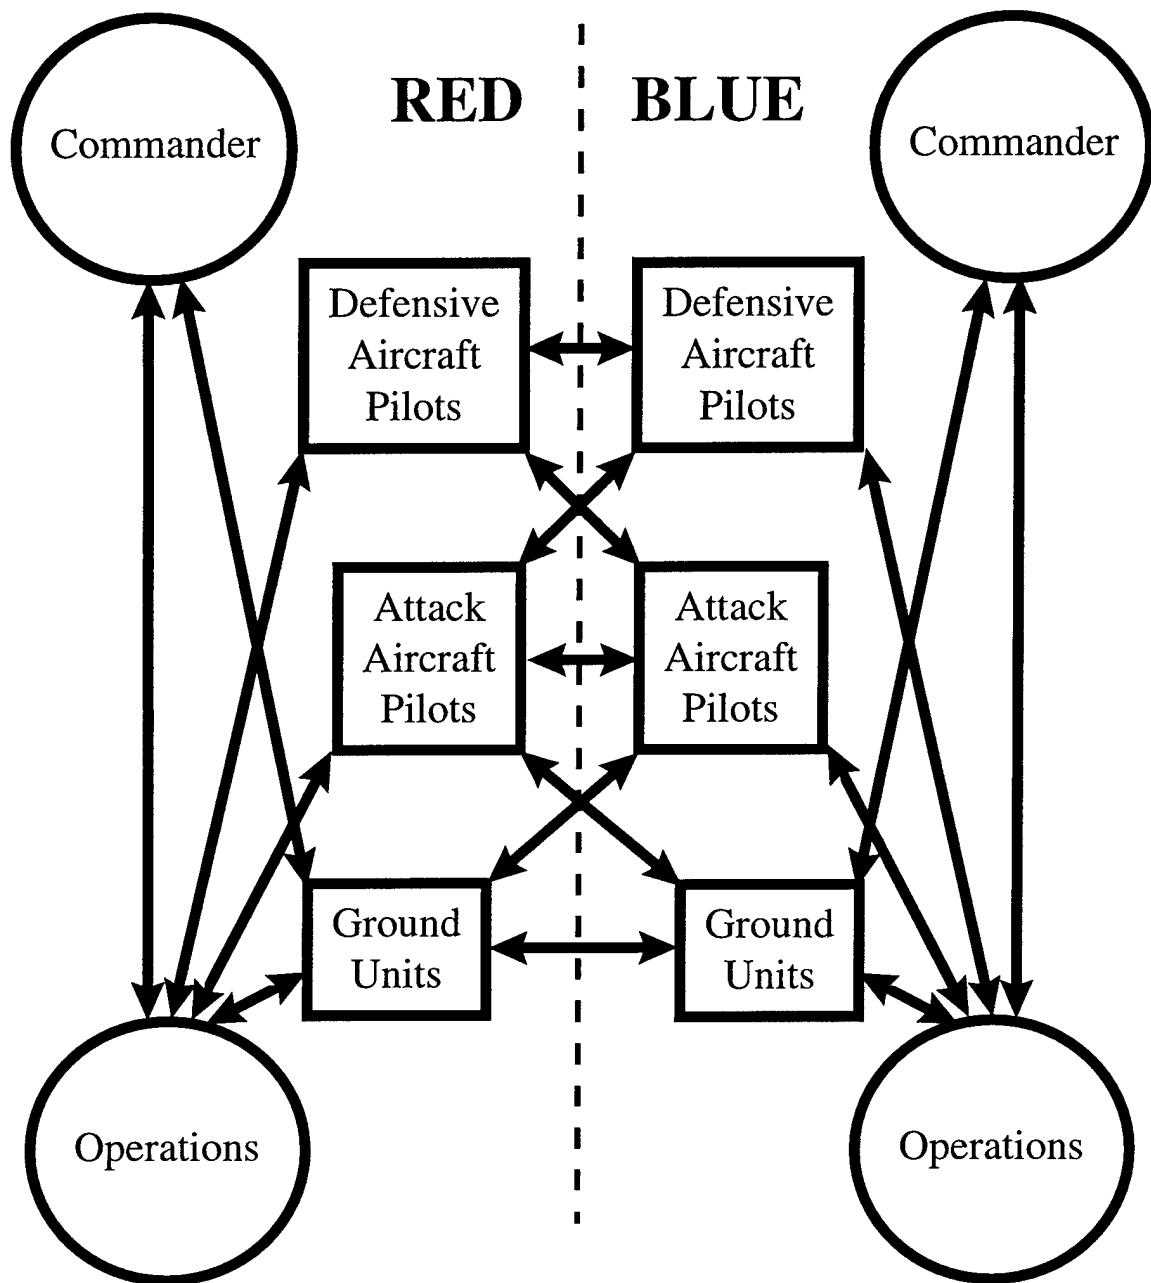 RED
BLUE
Commander
Commander
Defensive
Aircraft
Pilots
Defensive
Aircraft
Pilots
Attack
Aircraft
Pilots
Attack
Aircraft
Pilots
Ground
Units
Ground
Units
Operations
Operations